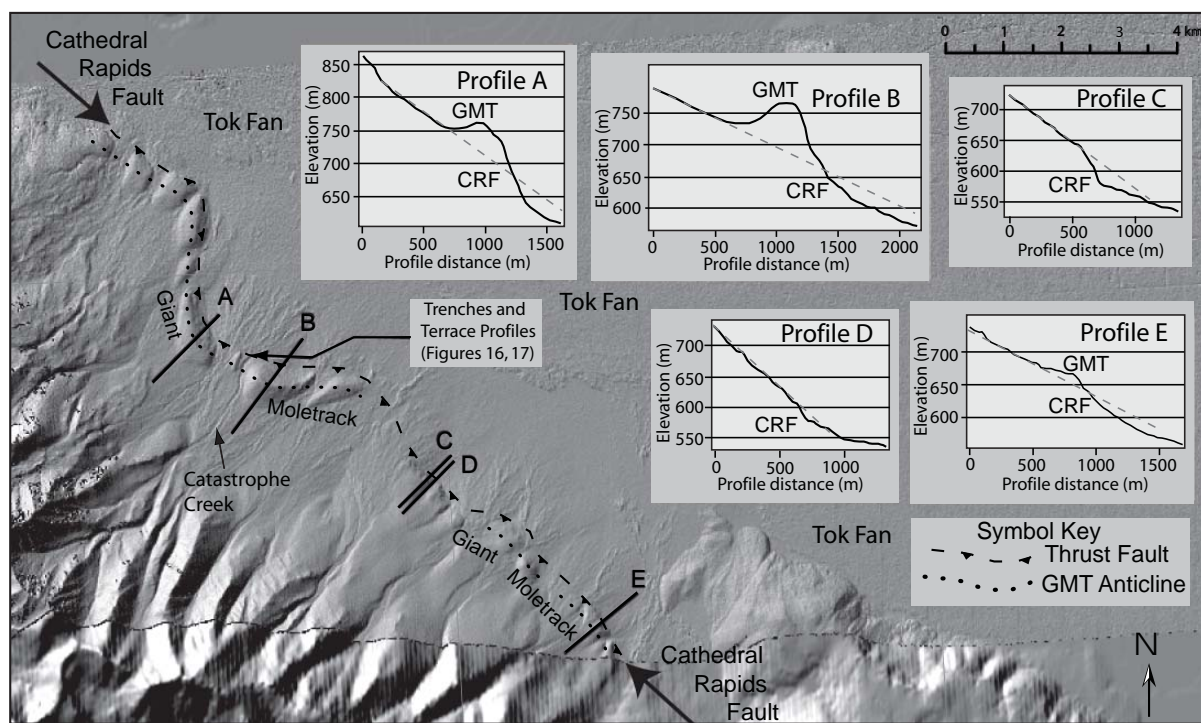 Cathedral
Rapids
Fault
Tok Fan
0 1 2 3 4 km
Profile A
Elevation (m)
850
800
750
700
650
GMT
CRF
0 500 1000 1500
Profile distance (m)
Profile B
Elevation (m)
750
700
650
600
GMT
CRF
0 500 1000 1500 2000
Profile distance (m)
Profile C
Elevation (m)
700
650
600
550
CRF
0 500 1000
Profile distance (m)
Giant
A
B
Trenches and
Terrace Profiles
(Figures 16, 17)
Tok Fan
Moletrack
Catastrophe
Creek
C
D
Profile D
Elevation (m)
700
650
600
550
CRF
0 500 1000
Profile distance (m)
Profile E
Elevation (m)
700
650
600
GMT
CRF
0 500 1000 1500
Profile distance (m)
Giant
Moletrack
E
Tok Fan
Symbol Key
Thrust Fault
GMT Anticline
Cathedral
Rapids
Fault
N